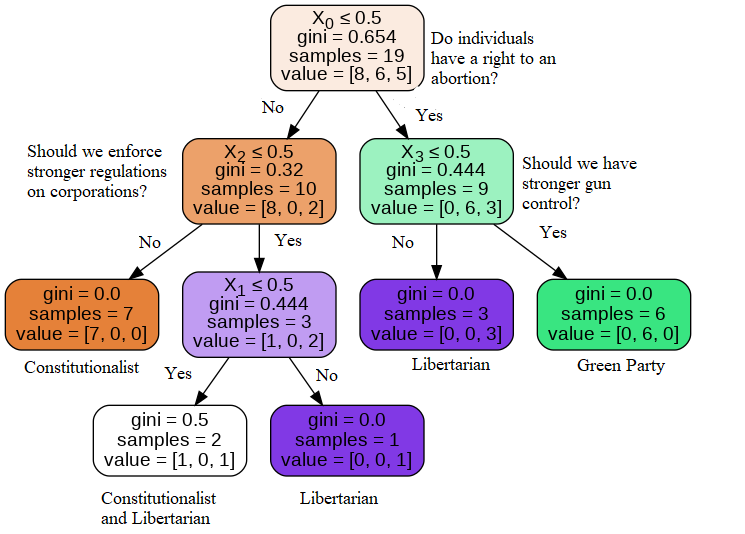 X0 ≤ 0.5
gini = 0.654
samples = 19
value = [8, 6, 5]
Do individuals
have a right to an
abortion?
No
Yes
Should we enforce
stronger regulations
on corporations?
X2 ≤ 0.5
gini = 0.32
samples = 10
value = [8, 0, 2]
X3 ≤ 0.5
gini = 0.444
samples = 9
value = [0, 6, 3]
Should we have
stronger gun
control?
No
Yes
No
Yes
gini = 0.0
samples = 7
value = [7, 0, 0]
Constitutionalist
X1 ≤ 0.5
gini = 0.444
samples = 3
value = [1, 0, 2]
gini = 0.0
samples = 3
value = [0, 0, 3]
Libertarian
gini = 0.0
samples = 6
value = [0, 6, 0]
Green Party
Yes
No
gini = 0.5
samples = 2
value = [1, 0, 1]
Constitutionalist
and Libertarian
gini = 0.0
samples = 1
value = [0, 0, 1]
Libertarian